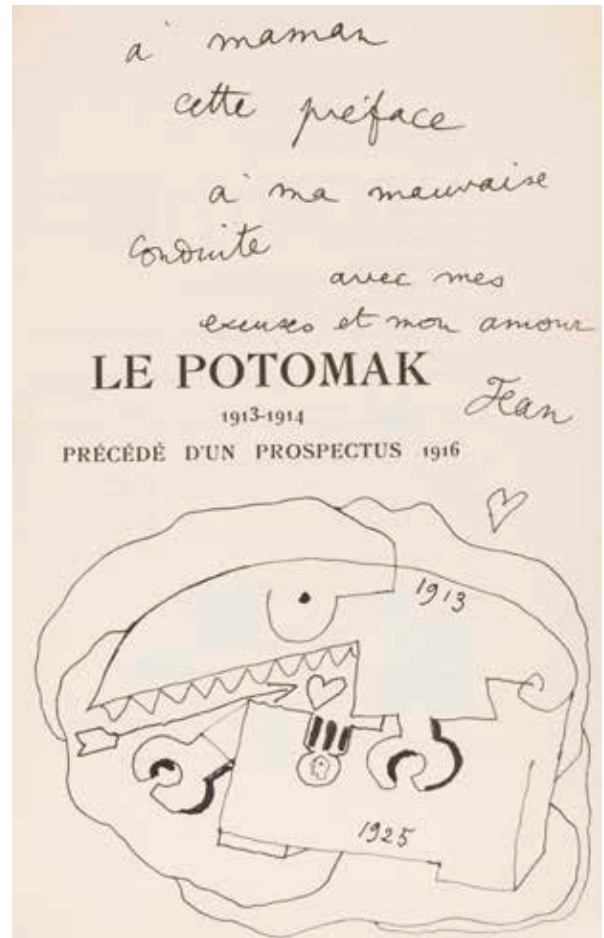 à maman
cette préface
à ma mauvaise
conduite
avec mes
excuses et mon amour
Jean
LE POTOMAK
1913-1914
PRÉCÉDÉ D'UN PROSPECTUS 1916
1913
1925